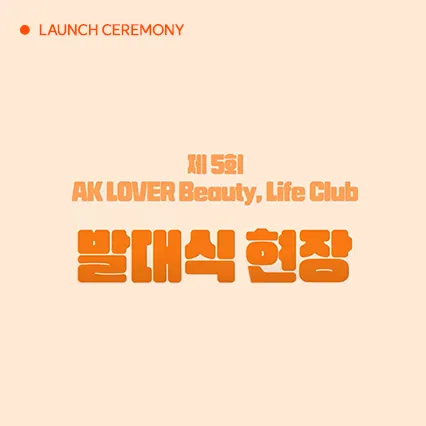 LAUNCH CEREMONY
제 5회
AK LOVER Beauty, Life Club
발대식 현장